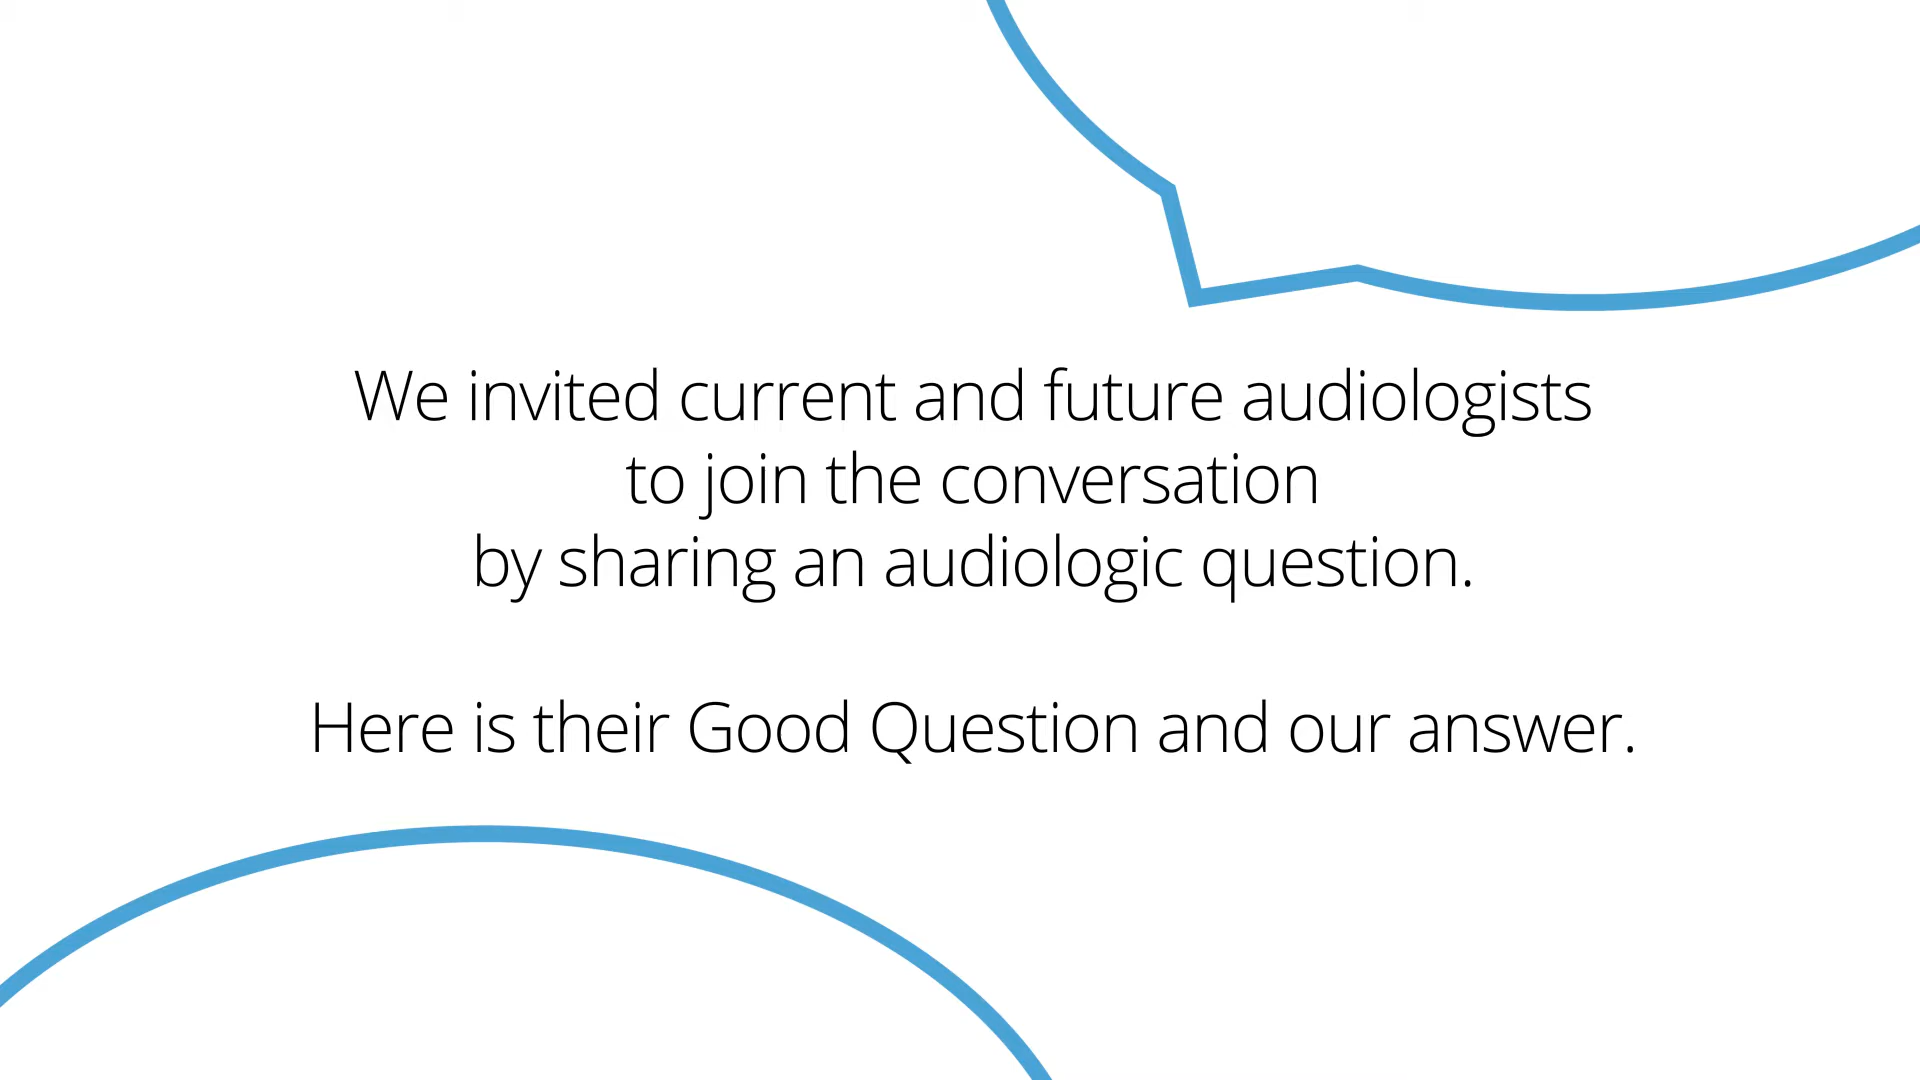 We invited current and future audiologists
to join the conversation
by sharing an audiologic question.
Here is their Good Question and our answer.